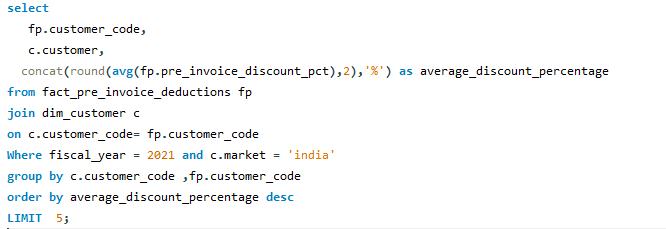 select
fp.customer_code,
c.customer,
concat(round(avg(fp.pre_invoice_discount_pct),2),'%') as average_discount_percentage
from fact_pre_invoice_deductions fp
join dim_customer c
on c.customer_code= fp.customer_code
Where fiscal_year = 2021 and c.market = 'india'
group by c.customer_code ,fp.customer_code
order by average_discount_percentage desc
LIMIT  5;